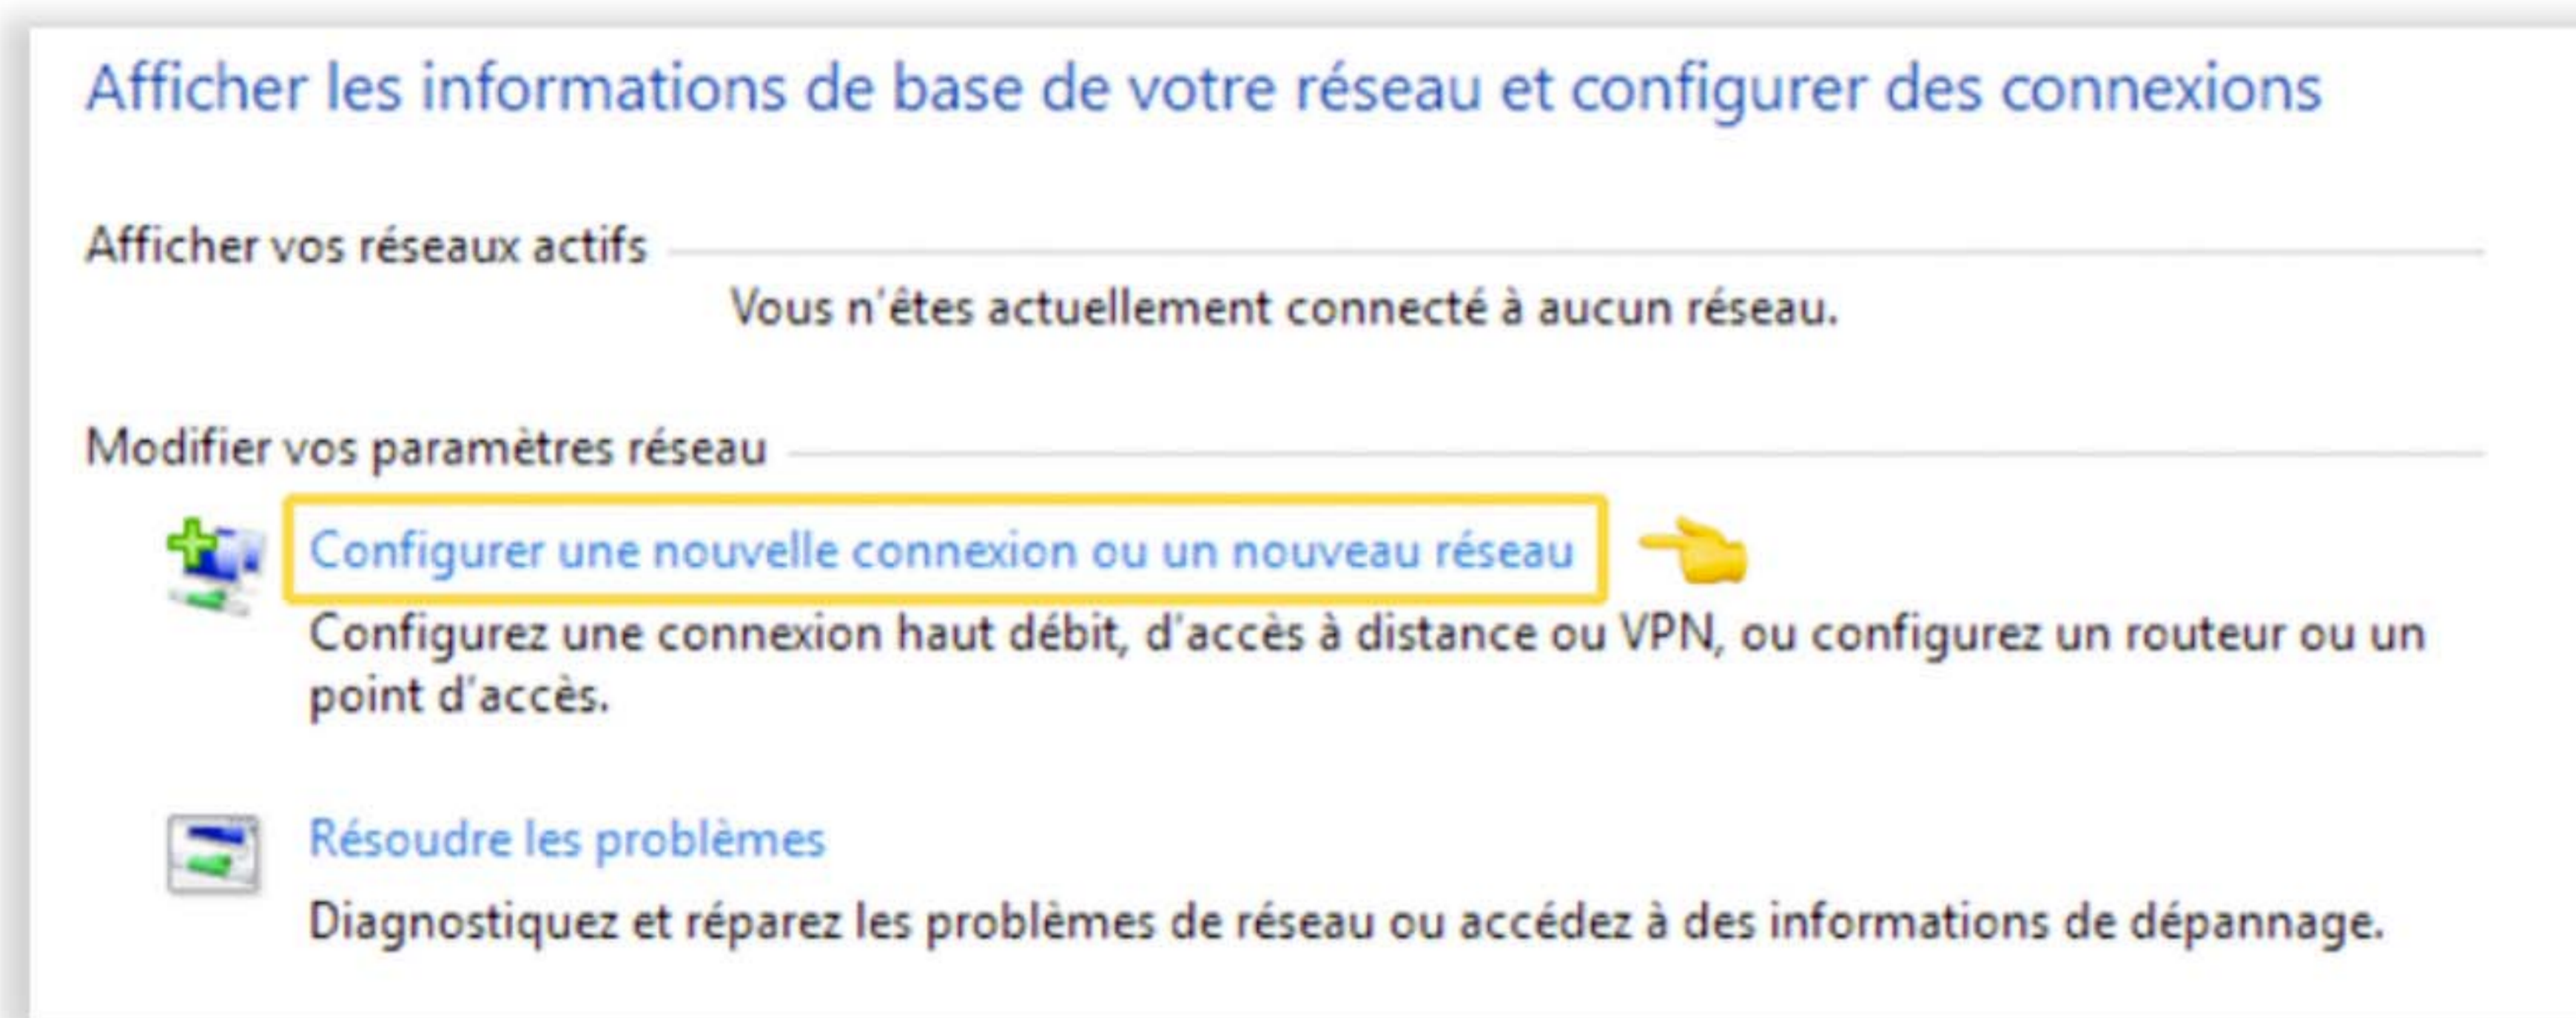 Afficher les informations de base de votre réseau et configurer des connexions
Afficher vos réseaux actifs
Vous n'êtes actuellement connecté à aucun réseau.
Modifier vos paramètres réseau
Configurer une nouvelle connexion ou un nouveau réseau
Configurez une connexion haut débit, d'accès à distance ou VPN, ou configurez un routeur ou un
point d'accès.
Résoudre les problèmes
Diagnostiquez et réparez les problèmes de réseau ou accédez à des informations de dépannage.